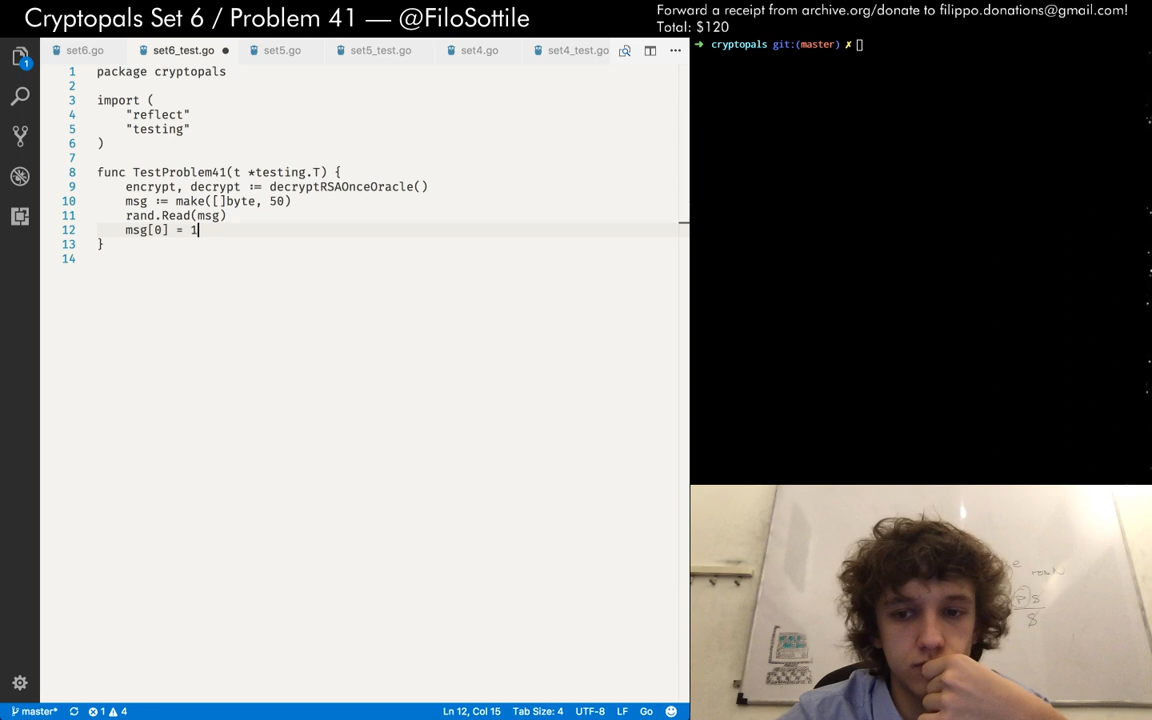 Cryptopals Set 6 / Problem 41 — @FiloSottile
Forward a receipt from archive.org/donate to filippo.donations@gmail.com!
Total: $120
set6.go
set6_test.go
set5.go
set5_test.go
set4.go
set4_test.go
1 package cryptopals
2
3 import (
4 "reflect"
5 "testing"
6 )
7
8 func TestProblem41(t *testing.T) {
9 encrypt, decrypt := decryptRSAOnceOracle()
10 msg := make([]byte, 50)
11 rand.Read(msg)
12 msg[0] = 1
13 }
14
➜ cryptopals git:(master) ✗
1
master*
1
4
Ln 12, Col 15
Tab Size: 4
UTF-8
LF
Go